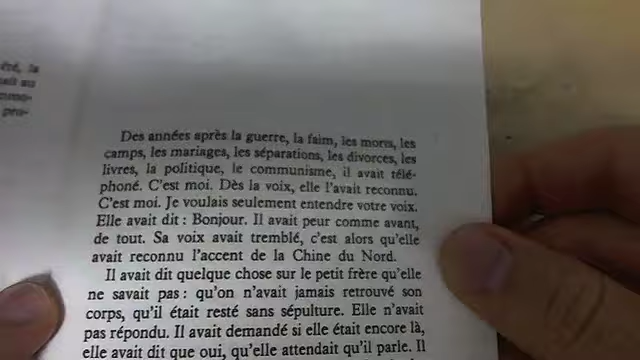 été, la
au
pro-
Des années après la guerre, la faim, les morts, les
camps, les mariages, les séparations, les divorces, les
livres, la politique, le communisme, il avait télé-
phoné. C'est moi. Dès la voix, elle l'avait reconnu.
C'est moi. Je voulais seulement entendre votre voix.
Elle avait dit : Bonjour. Il avait peur comme avant,
de tout. Sa voix avait tremblé, c'est alors qu'elle
avait reconnu l'accent de la Chine du Nord.
Il avait dit quelque chose sur le petit frère qu'elle
ne savait pas : qu'on n'avait jamais retrouvé son
corps, qu'il était resté sans sépulture. Elle n'avait
pas répondu. Il avait demandé si elle était encore là,
elle avait dit que oui, qu'elle attendait qu'il parle. Il